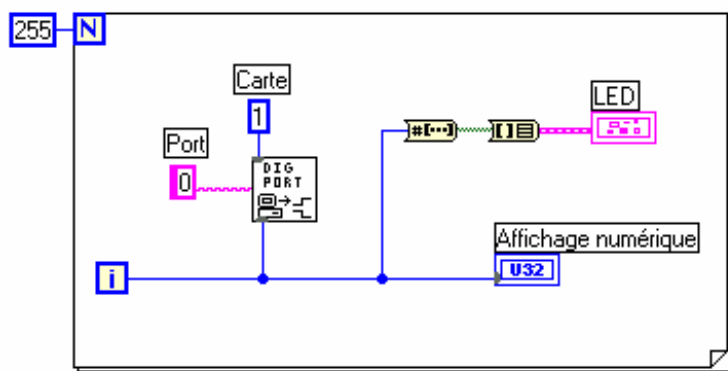 255
N
Carte
1
LED
#[...]
[]
Port
0
DIG
PORT
Affichage numérique
U32
i